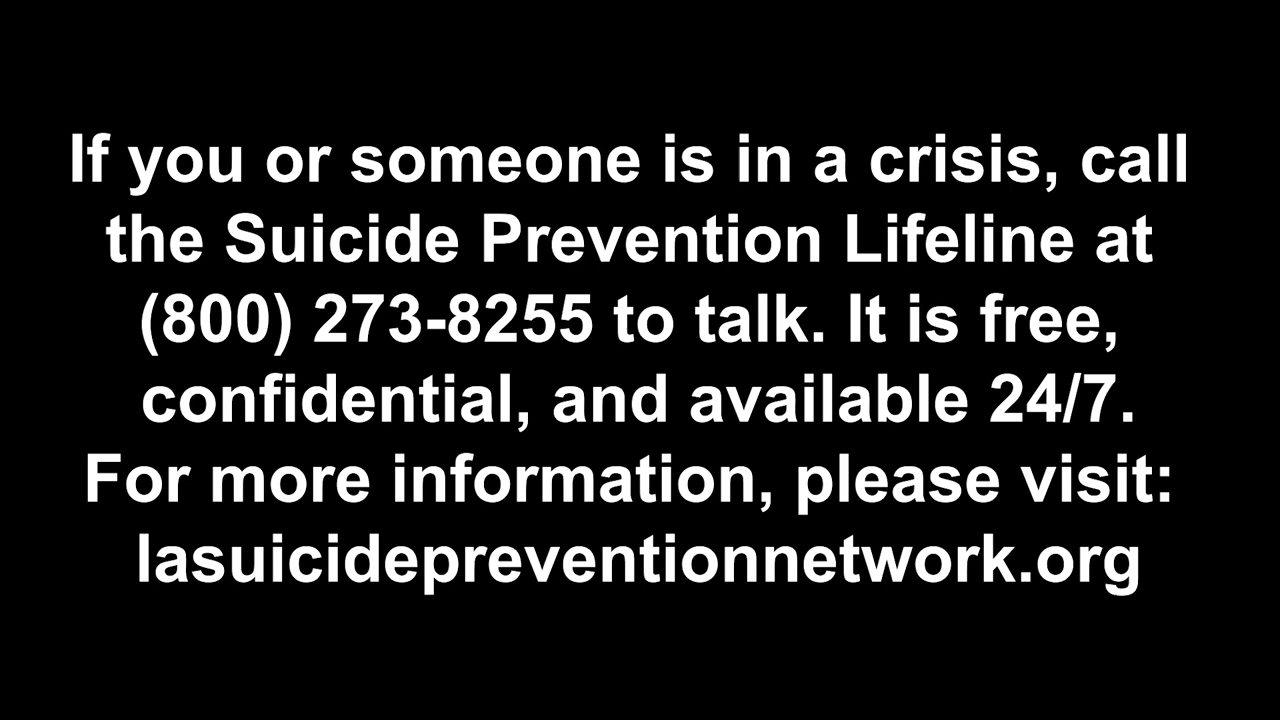 If you or someone is in a crisis, call
the Suicide Prevention Lifeline at
(800) 273-8255 to talk. It is free,
confidential, and available 24/7.
For more information, please visit:
lasuicidepreventionnetwork.org